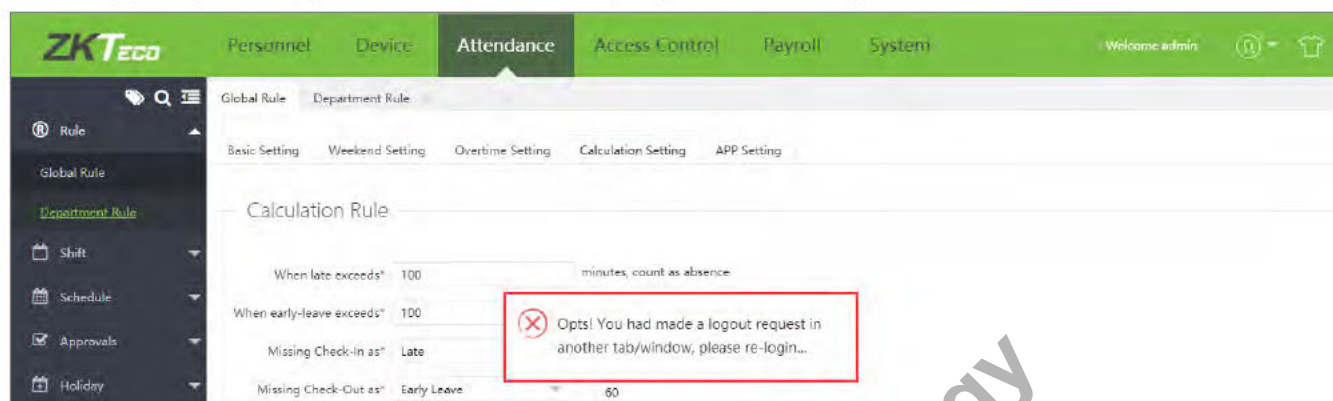 ZKTECO Personnel Device Attendance Access Control Payroll System Welcome admin
Global Rule Department Rule
Rule
Basic Setting Weekend Setting Overtime Setting Calculation Setting APP Setting
Global Rule
Department Rule
Calculation Rule
Shift
When late exceeds* 100 minutes, count as absence
Schedule
When early-leave exceeds* 100
Opts! You had made a logout request in
another tab/window, please re-login...
Approvals
Missing Check-In as* Late
Holiday
Missing Check-Out as* Early Leave 60